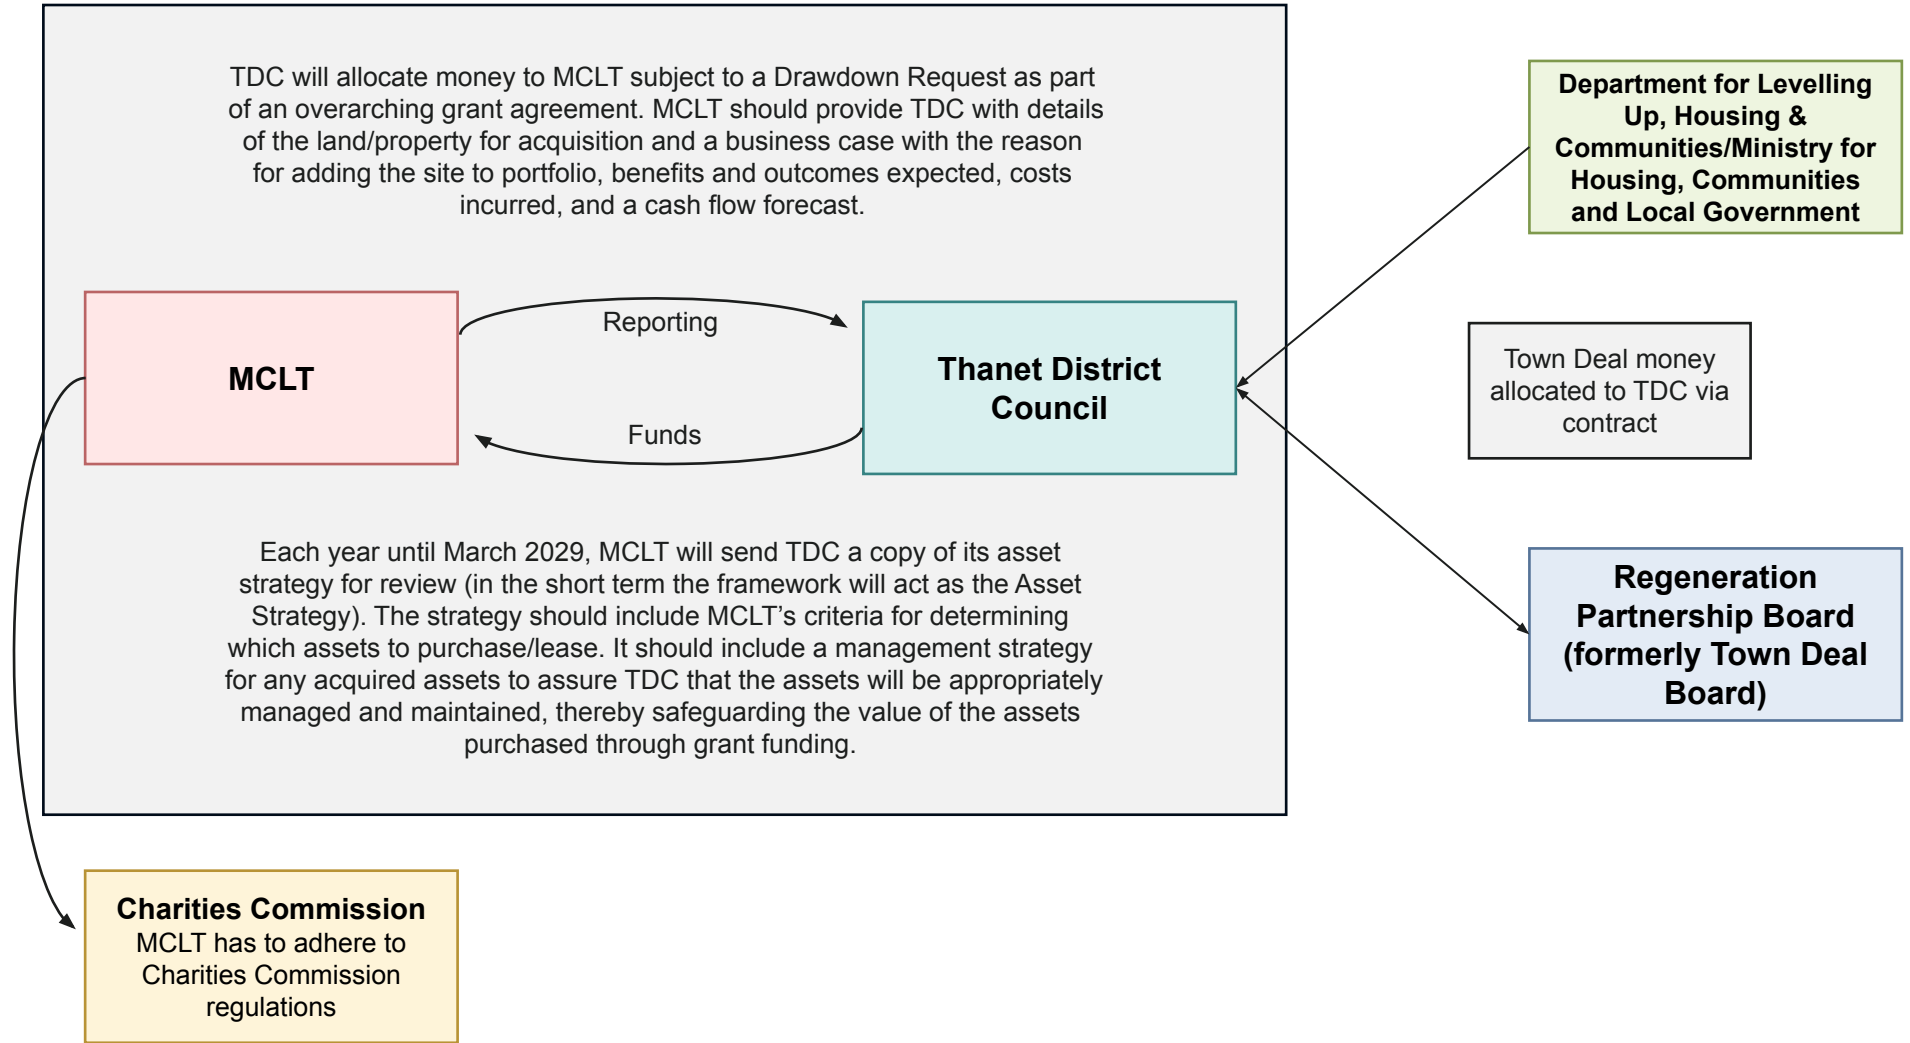 TDC will allocate money to MCLT subject to a Drawdown Request as part
of an overarching grant agreement. MCLT should provide TDC with details
of the land/property for acquisition and a business case with the reason
for adding the site to portfolio, benefits and outcomes expected, costs
incurred, and a cash flow forecast.
Department for Levelling
Up, Housing &
Communities/Ministry for
Housing, Communities
and Local Government
MCLT
Reporting
Funds
Thanet District
Council
Town Deal money
allocated to TDC via
contract
Each year until March 2029, MCLT will send TDC a copy of its asset
strategy for review (in the short term the framework will act as the Asset
Strategy). The strategy should include MCLT’s criteria for determining
which assets to purchase/lease. It should include a management strategy
for any acquired assets to assure TDC that the assets will be appropriately
managed and maintained, thereby safeguarding the value of the assets
purchased through grant funding.
Regeneration
Partnership Board
(formerly Town Deal
Board)
Charities Commission
MCLT has to adhere to
Charities Commission
regulations